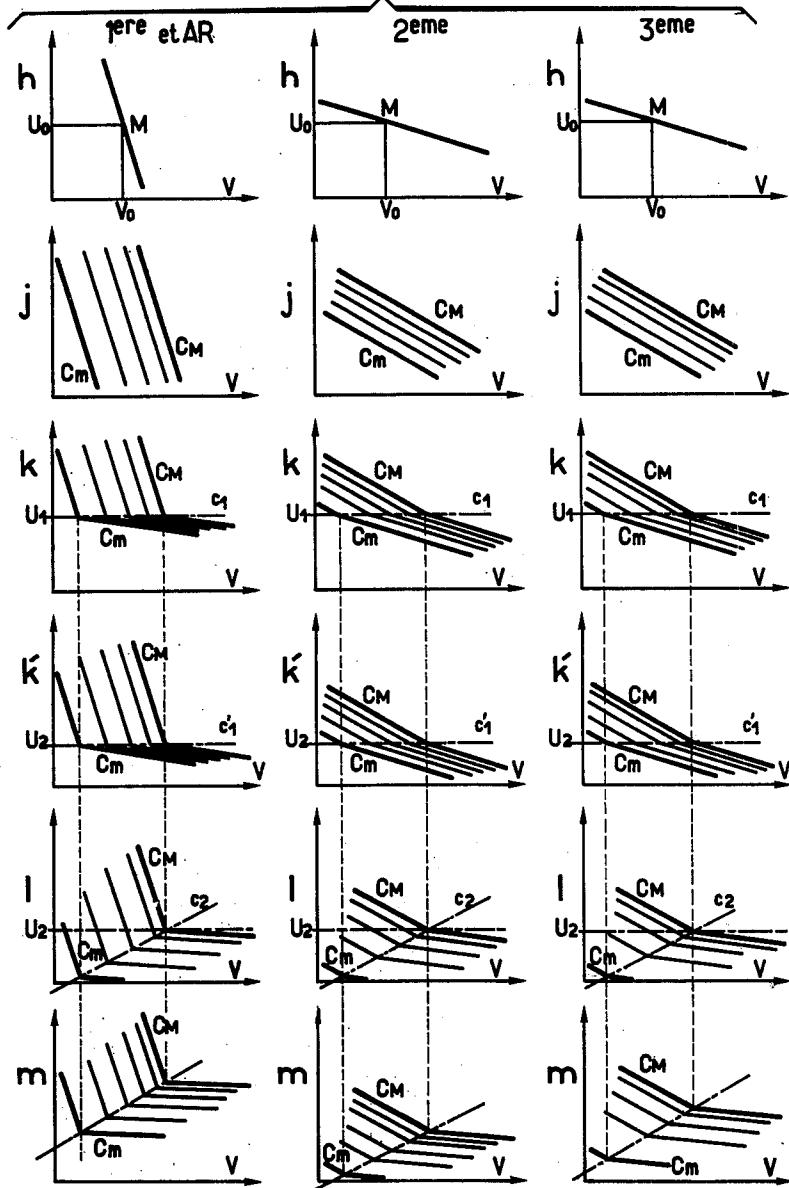 1ere et AR 2eme 3eme
h U0 M V0 V M V0 V M V0 V
U0 U0
j Cm CM V j CM Cm V j CM Cm V
k CM c1 k CM c1 k CM c1
U1 Cm V U1 Cm V U1 Cm V
k' CM c'1 k' CM c'1 k' CM c'1
U2 Cm V U2 Cm V U2 Cm V
l CM c2 l CM c2 l CM c2
U2 Cm V U2 Cm V U2 Cm V
m CM m CM m CM
Cm V Cm V Cm V